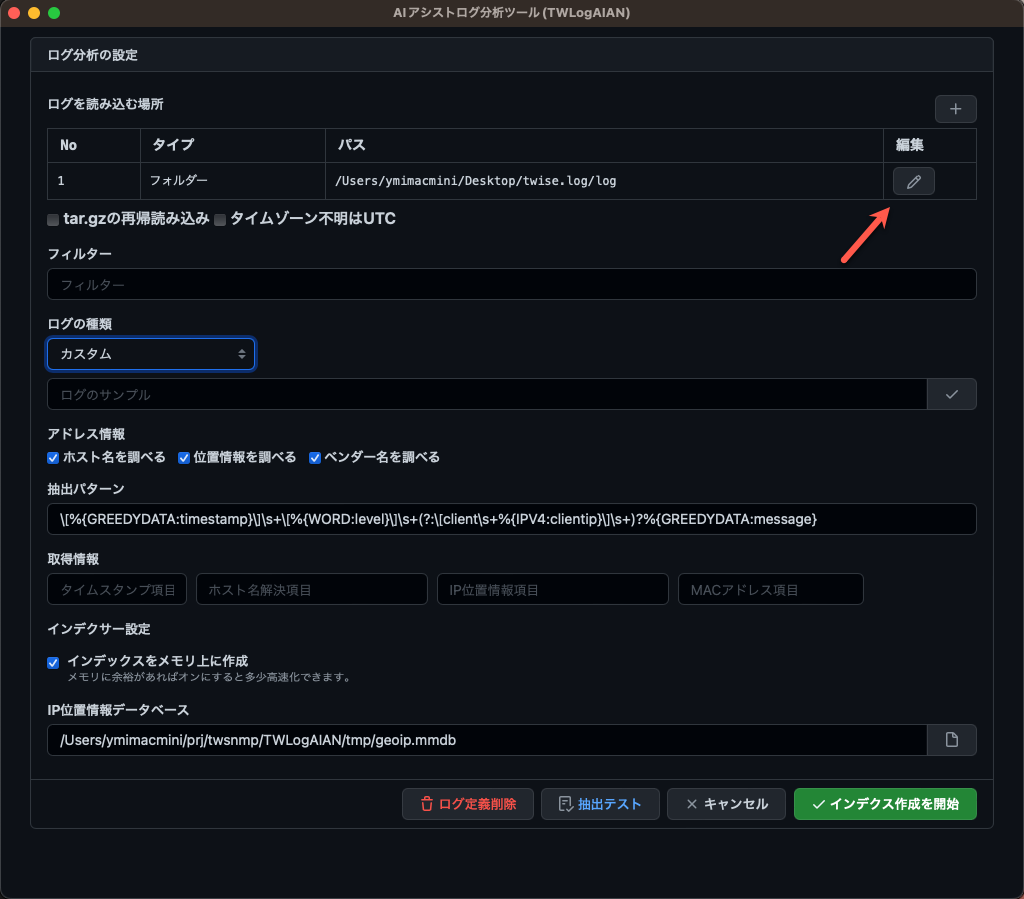 AIアシストログ分析ツール(TWLogAIAN)
ログ分析の設定
ログを読み込む場所
No タイプ パス 編集
1 フォルダー /Users/ymimacmini/Desktop/twise.log/log
tar.gzの再帰読み込み タイムゾーン不明はUTC
フィルター
フィルター
ログの種類
カスタム
ログのサンプル
アドレス情報
ホスト名を調べる 位置情報を調べる ベンダー名を調べる
抽出パターン
\[%{GREEDYDATA:timestamp}\]\s+\[%{WORD:level}\]\s+(?:\[client\s+%{IPV4:clientip}\]\s+)?%{GREEDYDATA:message}
取得情報
タイムスタンプ項目 ホスト名解決項目 IP位置情報項目 MACアドレス項目
インデクサー設定
インデックスをメモリ上に作成
メモリに余裕があればオンにすると多少高速化できます。
IP位置情報データベース
/Users/ymimacmini/prj/twsnmp/TWLogAIAN/tmp/geoip.mmdb
ログ定義削除 抽出テスト キャンセル インデクス作成を開始